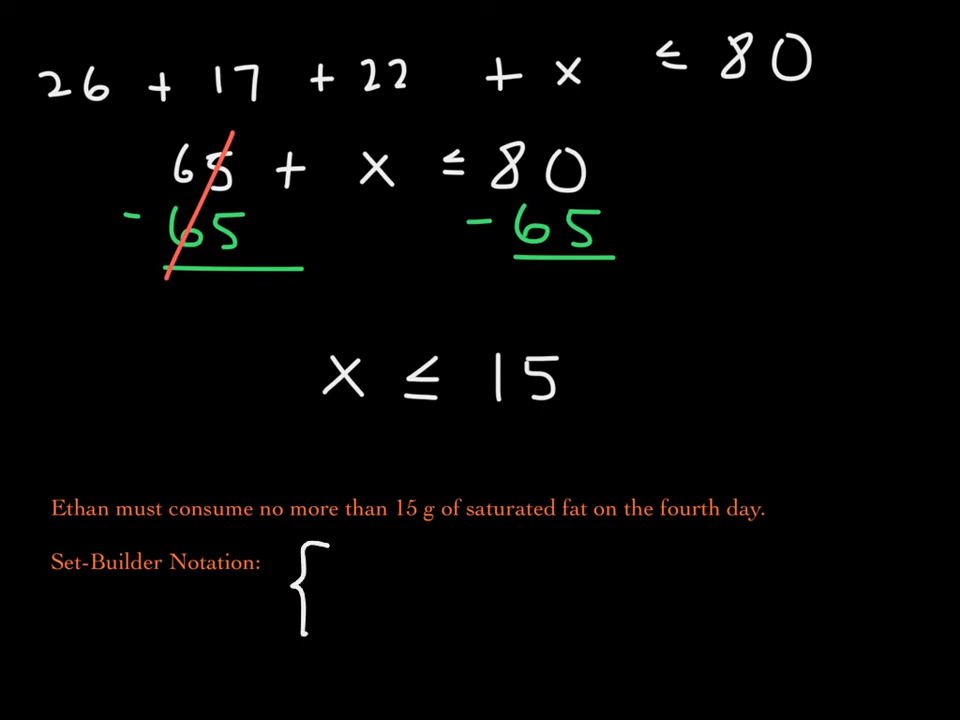 26 + 17 + 22 + x ≤ 80
65 + x ≤ 80
- 65 - 65
x ≤ 15
Ethan must consume no more than 15 g of saturated fat on the fourth day.
Set-Builder Notation: {